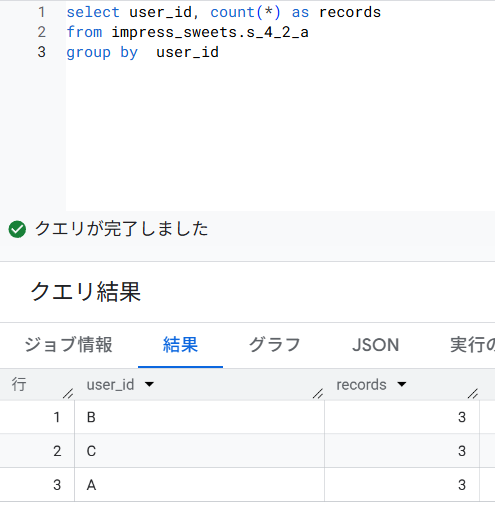 1 select user_id, count(*) as records
2 from impress_sweets.s_4_2_a
3 group by  user_id
クエリが完了しました
クエリ結果
ジョブ情報 結果 グラフ JSON 実行の
行 user_id records
1 B 3
2 C 3
3 A 3